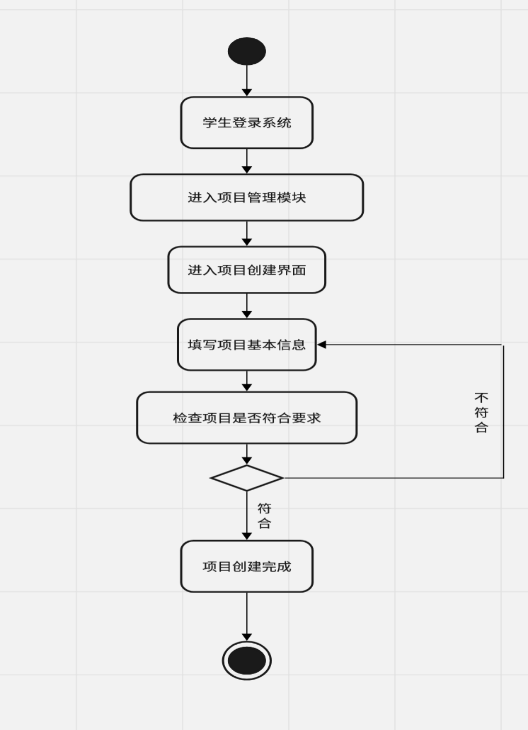 学生登录系统
进入项目管理模块
进入项目创建界面
填写项目基本信息
不符合
检查项目是否符合要求
符合
项目创建完成